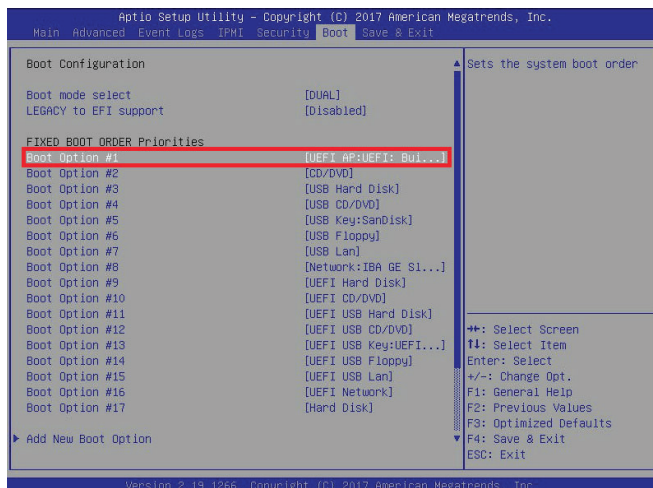 Aptio Setup Utility – Copyright (C) 2017 American Megatrends, Inc.
Main Advanced Event Logs IPMI Security Boot Save & Exit
Boot Configuration
Boot mode select [DUAL]
LEGACY to EFI support [Disabled]
FIXED BOOT ORDER Priorities
Boot Option #1 [UEFI AP:UEFI: Bui...]
Boot Option #2 [CD/DVD]
Boot Option #3 [USB Hard Disk]
Boot Option #4 [USB CD/DVD]
Boot Option #5 [USB Key:SanDisk]
Boot Option #6 [USB Floppy]
Boot Option #7 [USB Lan]
Boot Option #8 [Network:IBA GE Sl...]
Boot Option #9 [UEFI Hard Disk]
Boot Option #10 [UEFI CD/DVD]
Boot Option #11 [UEFI USB Hard Disk]
Boot Option #12 [UEFI USB CD/DVD]
Boot Option #13 [UEFI USB Key:UEFI...]
Boot Option #14 [UEFI USB Floppy]
Boot Option #15 [UEFI USB Lan]
Boot Option #16 [UEFI Network]
Boot Option #17 [Hard Disk]
Add New Boot Option
Sets the system boot order
→←: Select Screen
↑↓: Select Item
Enter: Select
+/-: Change Opt.
F1: General Help
F2: Previous Values
F3: Optimized Defaults
F4: Save & Exit
ESC: Exit
Version 2.19.1266. Copyright (C) 2017 American Megatrends, Inc.